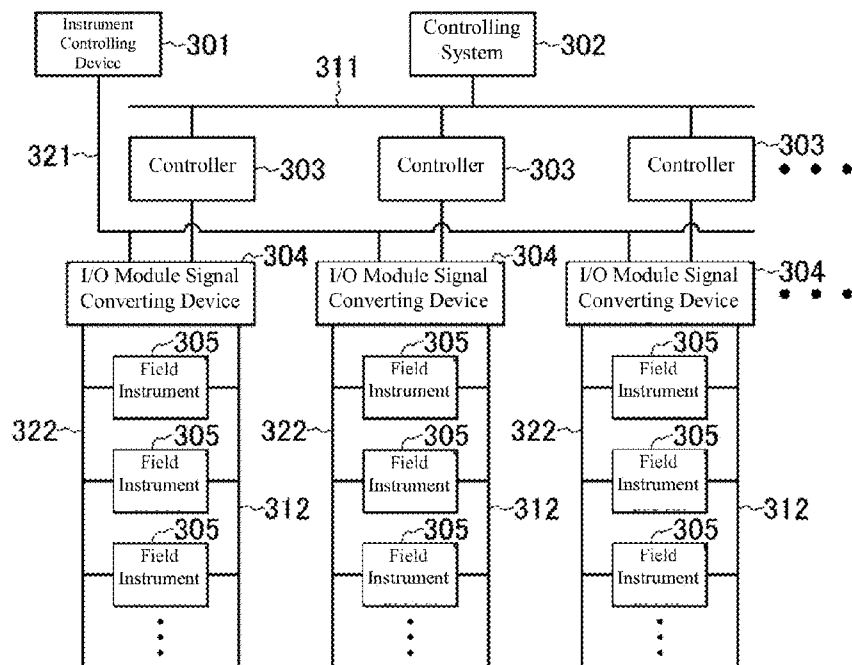 Instrument
Controlling
Device
301
Controlling
System
302
311
321
Controller
303
Controller
303
Controller
303
304
I/O Module Signal
Converting Device
304
I/O Module Signal
Converting Device
304
I/O Module Signal
Converting Device
305
Field
Instrument
305
Field
Instrument
305
Field
Instrument
322
322
322
305
Field
Instrument
305
Field
Instrument
305
Field
Instrument
312
312
312
305
Field
Instrument
305
Field
Instrument
305
Field
Instrument